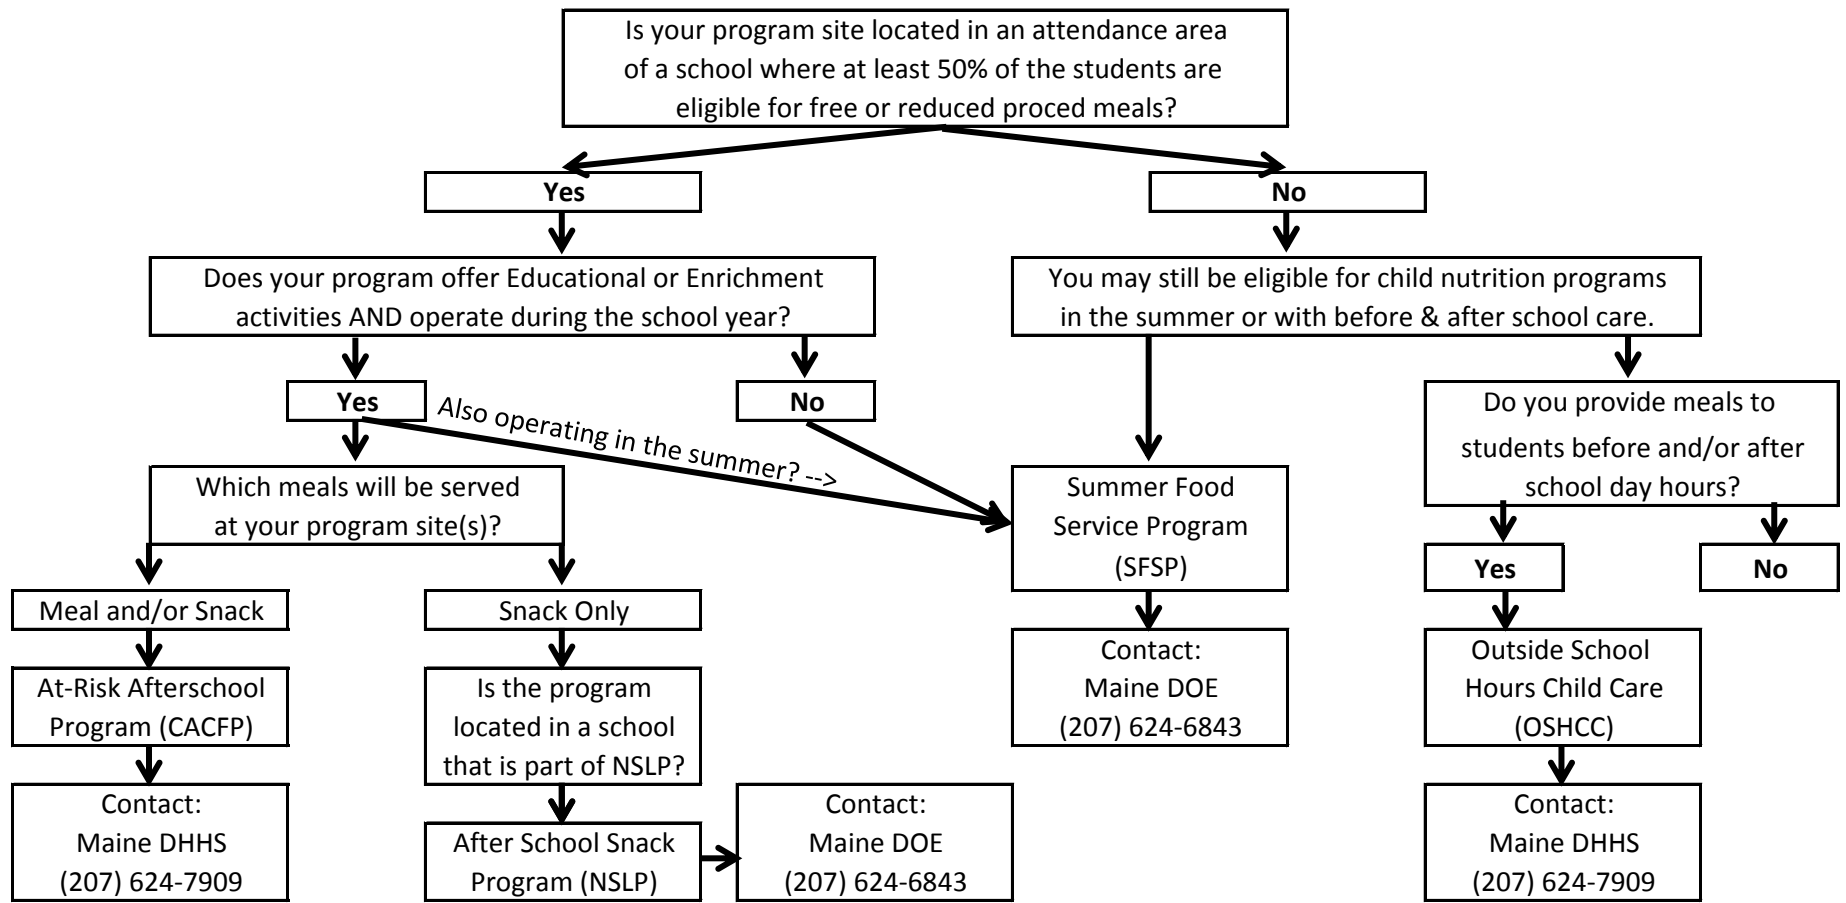 Is your program site located in an attendance area
of a school where at least 50% of the students are
eligible for free or reduced proced meals?
Yes
No
Does your program offer Educational or Enrichment
activities AND operate during the school year?
You may still be eligible for child nutrition programs
in the summer or with before & after school care.
Yes
Also operating in the summer? -->
No
Do you provide meals to
students before and/or after
school day hours?
Which meals will be served
at your program site(s)?
Summer Food
Service Program
(SFSP)
Yes
No
Meal and/or Snack
Snack Only
Contact:
Maine DOE
(207) 624-6843
Outside School
Hours Child Care
(OSHCC)
At-Risk Afterschool
Program (CACFP)
Is the program
located in a school
that is part of NSLP?
Contact:
Maine DHHS
(207) 624-7909
After School Snack
Program (NSLP)
Contact:
Maine DOE
(207) 624-6843
Contact:
Maine DHHS
(207) 624-7909